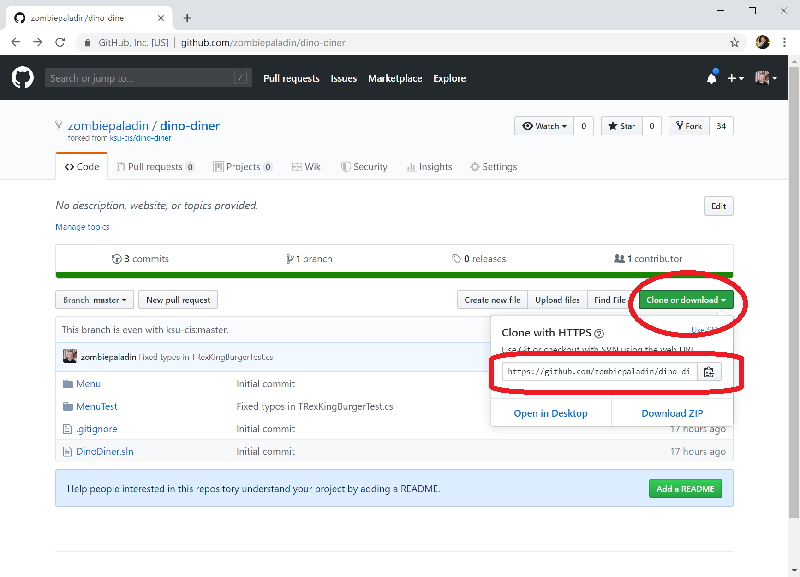 zombiepaladin/dino-diner
GitHub, Inc. [US] | github.com/zombiepaladin/dino-diner
Search or jump to... /
Pull requests Issues Marketplace Explore
zombiepaladin / dino-diner
forked from ksu-cis/dino-diner
Watch 0 Star 0 Fork 34
Code Pull requests 0 Projects 0 Wiki Security Insights Settings
No description, website, or topics provided.
Edit
Manage topics
3 commits 1 branch 0 releases 1 contributor
Branch: master New pull request Create new file Upload files Find File Clone or download
This branch is even with ksu-cis:master.
Clone with HTTPS Use SSH
Use Git or checkout with SVN using the web URL.
zombiepaladin Fixed typos in TRexKingBurgerTest.cs
https://github.com/zombiepaladin/dino-di
Menu Initial commit
MenuTest Fixed typos in TRexKingBurgerTest.cs
Open in Desktop Download ZIP
.gitignore Initial commit 17 hours ago
DinoDiner.sln Initial commit 17 hours ago
Help people interested in this repository understand your project by adding a README.
Add a README